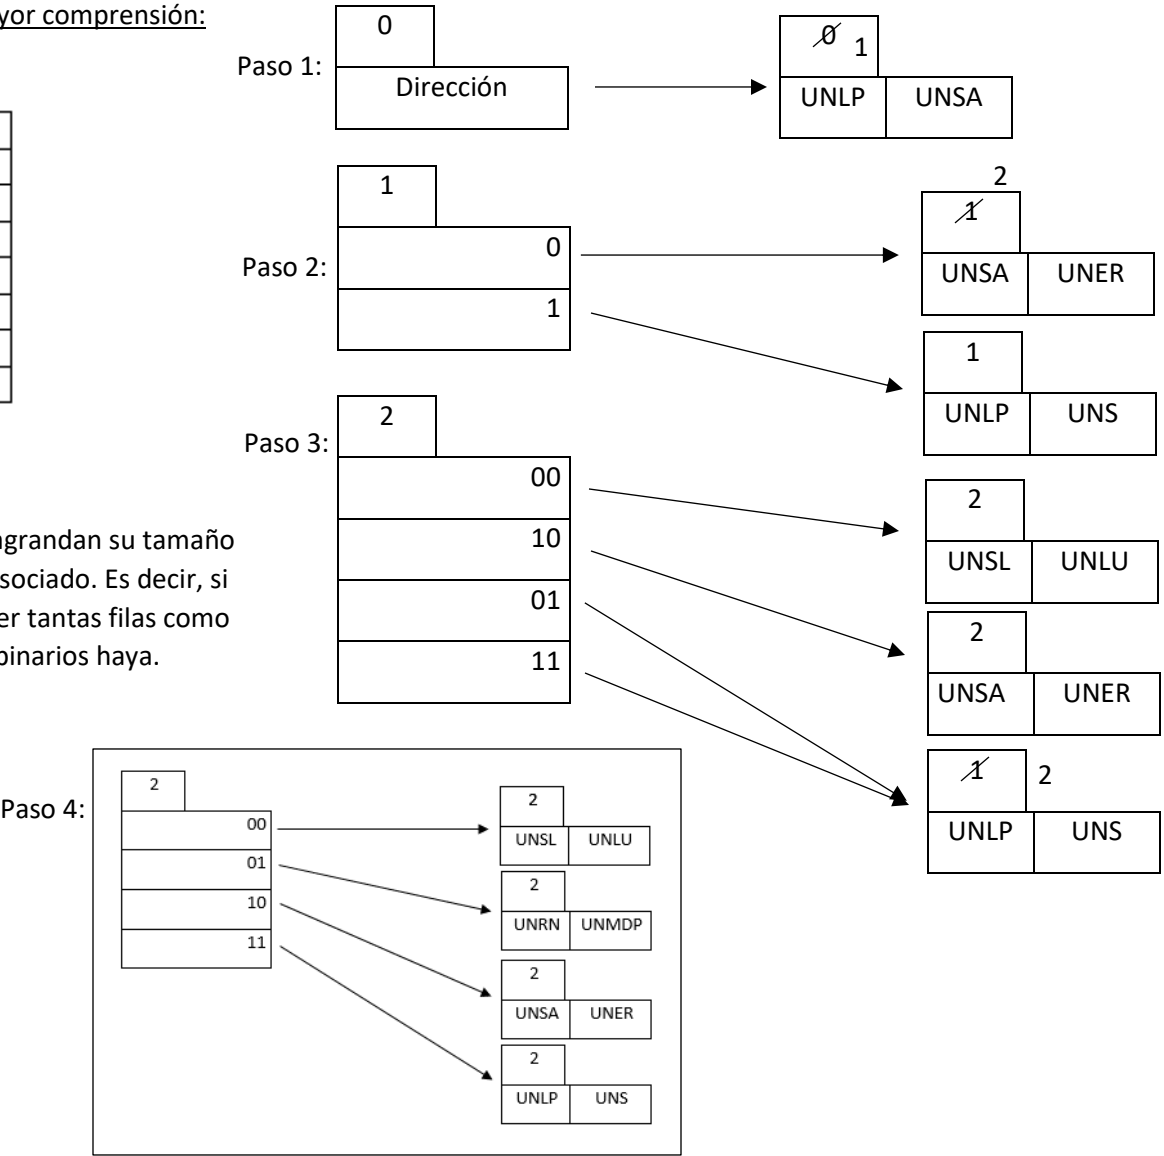 yor comprensión:
Paso 1:
0
Dirección
0 1
UNLP UNSA
Paso 2:
1
0
1
2
1
UNSA UNER
1
UNLP UNS
Paso 3:
2
00
10
01
11
2
UNSL UNLU
2
UNSA UNER
1 2
UNLP UNS
agrandan su tamaño
sociado. Es decir, si
er tantas filas como
binarios haya.
Paso 4:
2
00
01
10
11
2
UNSL UNLU
2
UNRN UNMDP
2
UNSA UNER
2
UNLP UNS